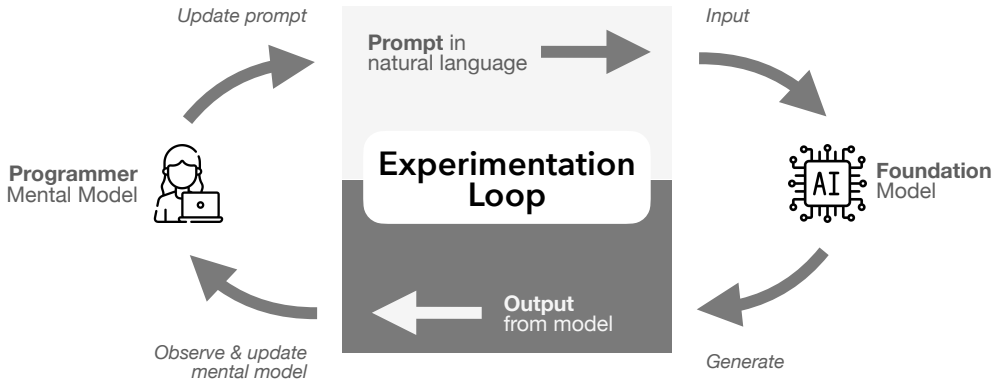 Update prompt
Prompt in
natural language
Input
Experimentation
Loop
Programmer
Mental Model
AI
Foundation
Model
Output
from model
Observe & update
mental model
Generate